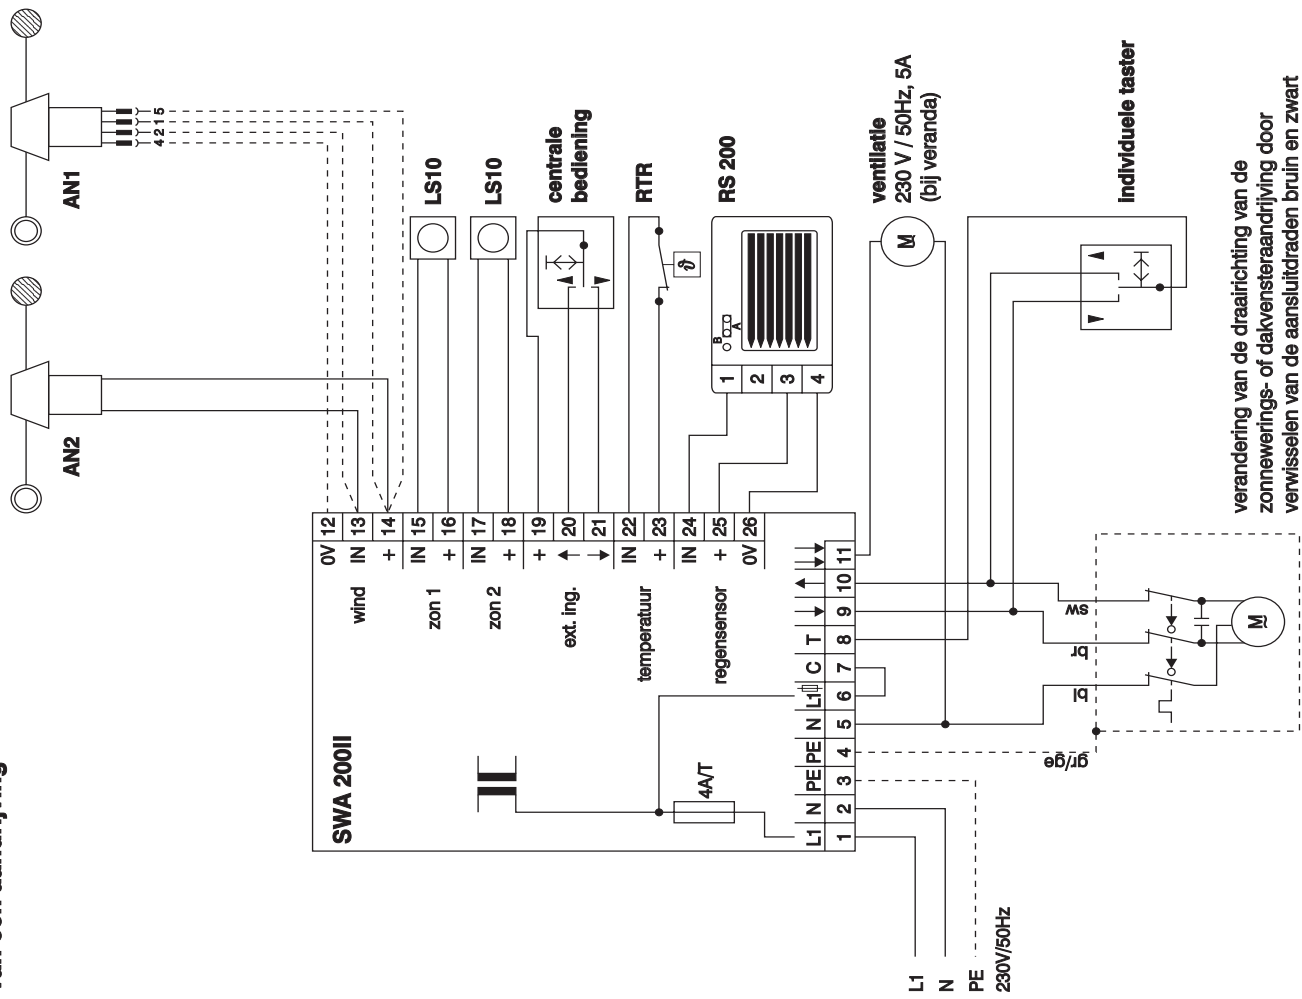 AN1
4 2 1 5
AN2
LS10
LS10
centrale
bediening
RTR
ϑ
RS 200
B
A
1
2
3
4
ventilatie
230 V / 50Hz, 5A
(bij veranda)
M
individuele taster
verandering van de draairichting van de
zonnewerings- of dakvensteraandrijving door
verwisselen van de aansluitdraden bruin en zwart
SWA 200II
12 0V
13 IN
14 +
wind
15 IN
16 +
zon 1
17 IN
18 +
zon 2
19 +
20
21
ext. ing.
22 IN
23 +
temperatuur
24 IN
25 +
26 0V
regensensor
4A/T
L1 1
N 2
PE 3
PE 4
N 5
L1 6
C 7
T 8
9
10
11
L1
N
PE
230V/50Hz
gr/ge
bl
br
sw
M